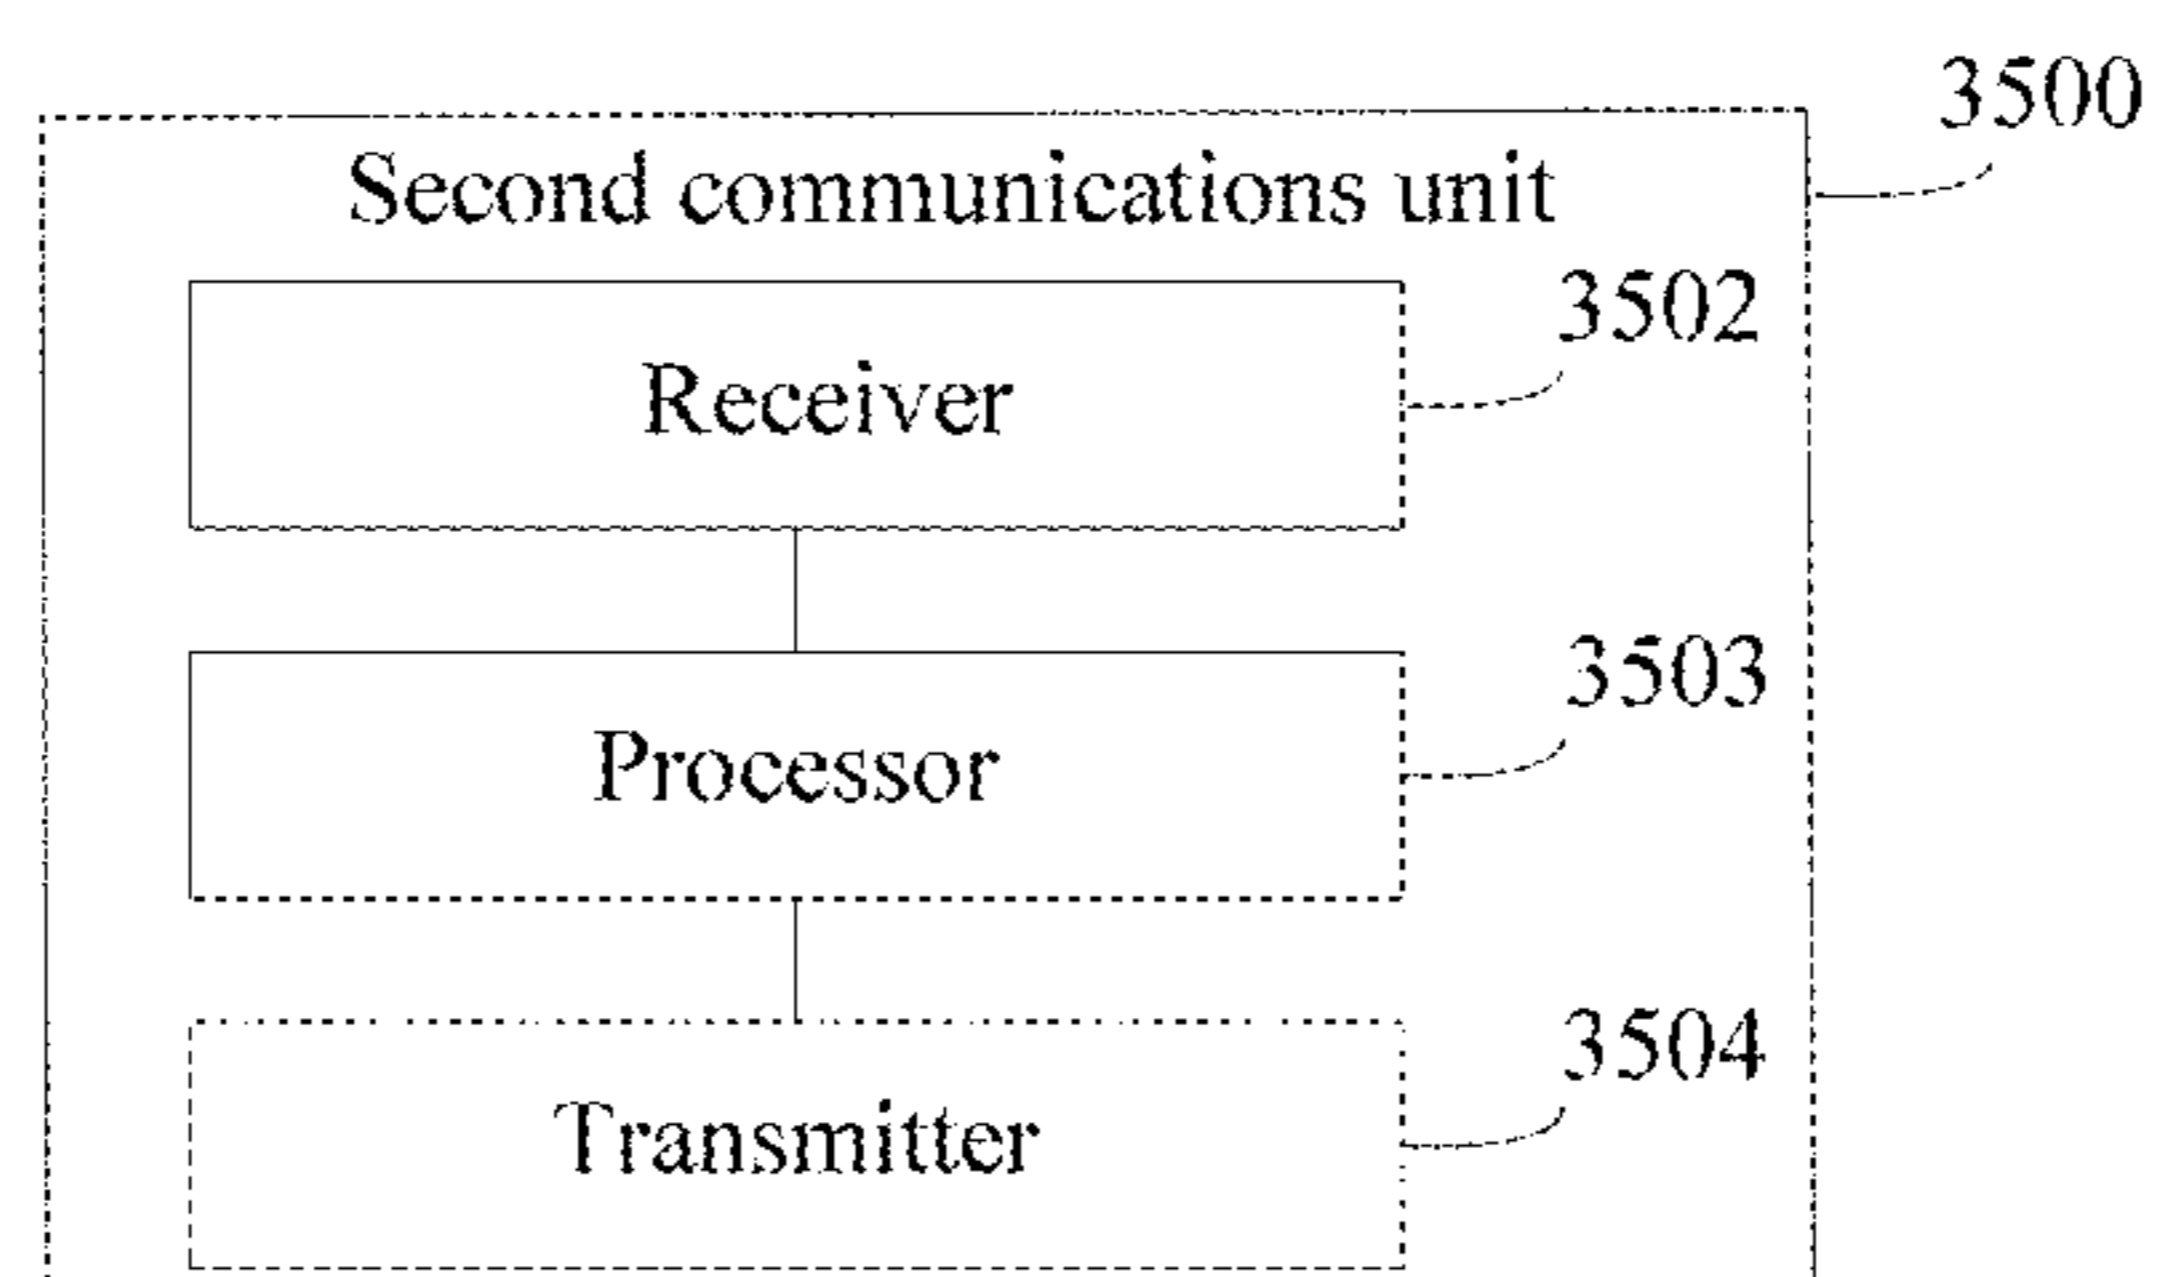 3500
Second communications unit
3502
Receiver
3503
Processor
3504
Transmitter